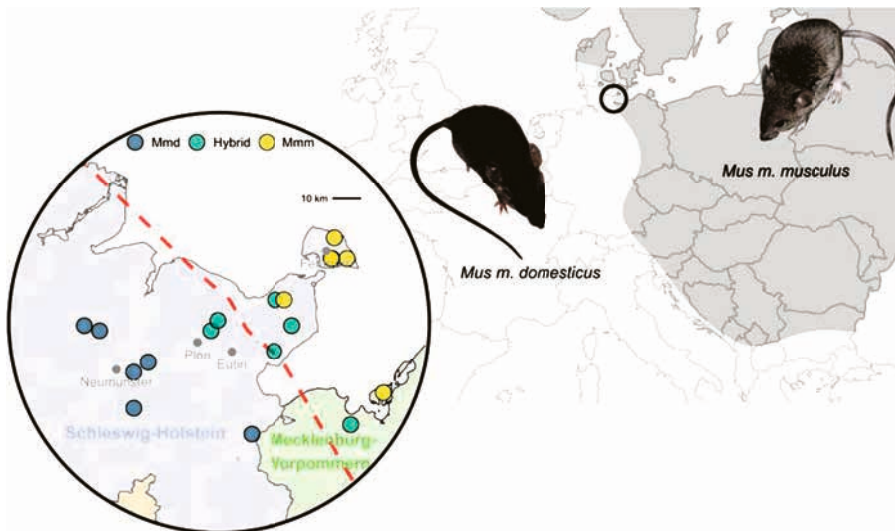 Mmd Hybrid Mmm
10 km
Mus m. musculus
Mus m. domesticus
Plön
Eutin
Neumünster
Schleswig-Holstein
Mecklenburg-
Vorpommern